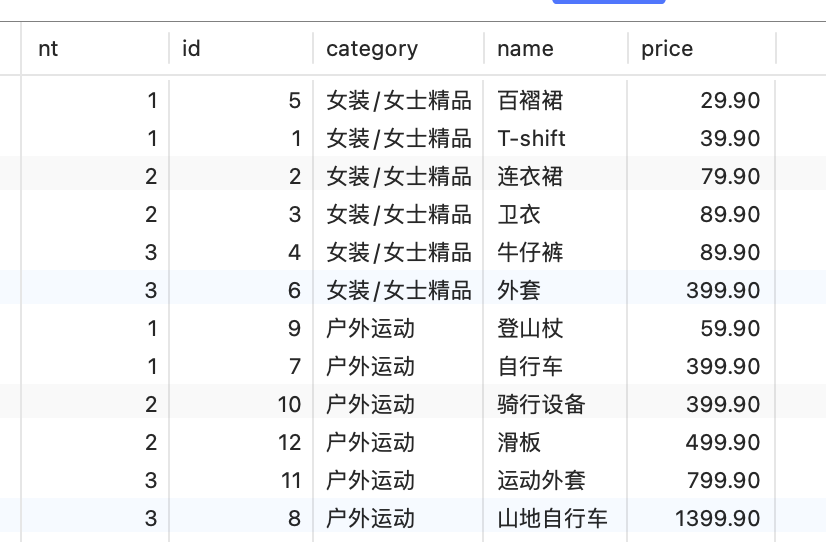 nt id category name price
1 5 女装/女士精品 百褶裙 29.90
1 1 女装/女士精品 T-shift 39.90
2 2 女装/女士精品 连衣裙 79.90
2 3 女装/女士精品 卫衣 89.90
3 4 女装/女士精品 牛仔裤 89.90
3 6 女装/女士精品 外套 399.90
1 9 户外运动 登山杖 59.90
1 7 户外运动 自行车 399.90
2 10 户外运动 骑行设备 399.90
2 12 户外运动 滑板 499.90
3 11 户外运动 运动外套 799.90
3 8 户外运动 山地自行车 1399.90